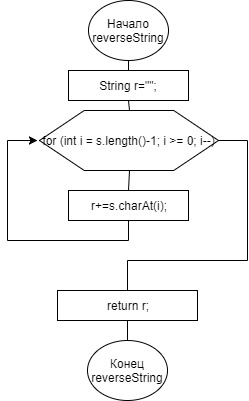 Начало
reverseString
String r="";
for (int i = s.length()-1; i >= 0; i--)
r+=s.charAt(i);
return r;
Конец
reverseString